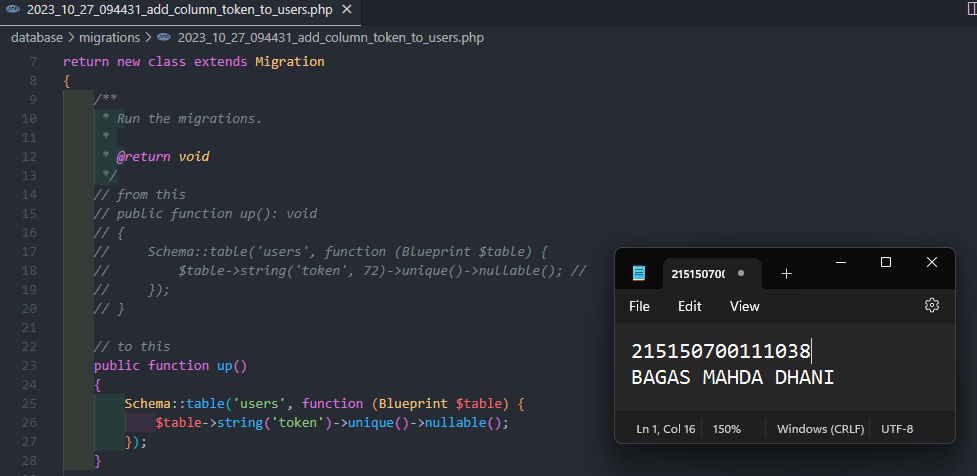 2023_10_27_094431_add_column_token_to_users.php
database > migrations > 2023_10_27_094431_add_column_token_to_users.php
7 return new class extends Migration
8 {
9     /**
10      * Run the migrations.
11      *
12      * @return void
13      */
14     // from this
15     // public function up(): void
16     // {
17     //     Schema::table('users', function (Blueprint $table) {
18     //         $table->string('token', 72)->unique()->nullable(); //
19     //     });
20     // }
21
22     // to this
23     public function up()
24     {
25         Schema::table('users', function (Blueprint $table) {
26             $table->string('token')->unique()->nullable();
27         });
28     }
215150700
File Edit View
215150700111038
BAGAS MAHDA DHANI
Ln 1, Col 16 150% Windows (CRLF) UTF-8